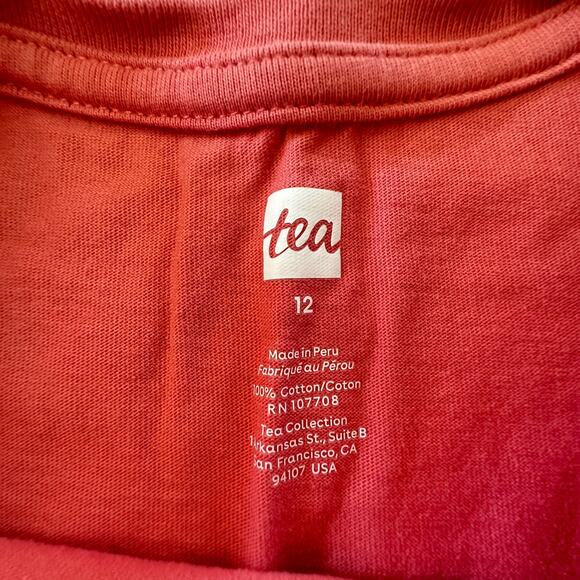 tea
12
Made in Peru
Fabriqué au Pérou
100% Cotton/Coton
RN 107708
Tea Collection
Arkansas St., Suite B
San Francisco, CA
94107 USA